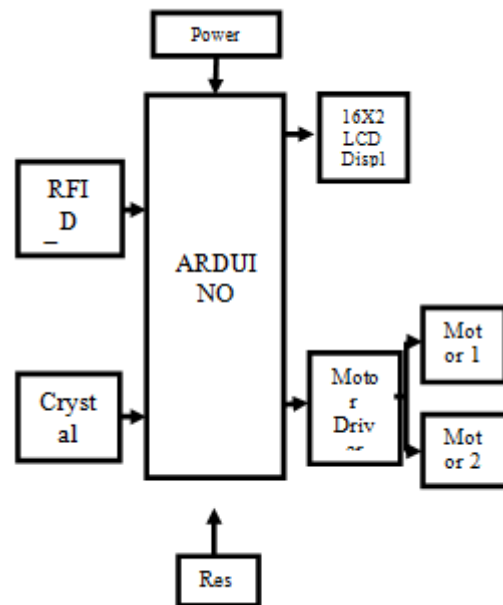 Power
16X2
LCD
Displ
RFI
D
ARDUI
NO
Mot
or 1
Cryst
al
Moto
r
Driv
Mot
or 2
Res